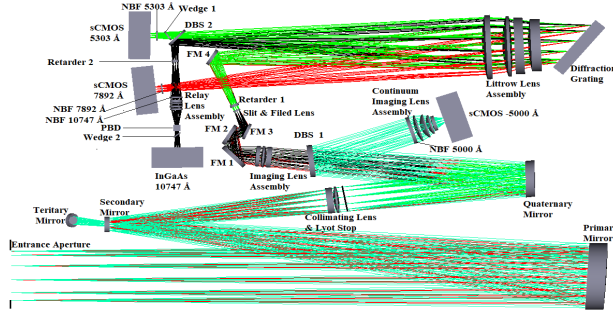 NBF 5303 Å
Wedge 1
sCMOS
5303 Å
DBS 2
Retarder 2
FM 4
sCMOS
7892 Å
Relay
Lens
Assembly
Retarder 1
Slit & Filed Lens
NBF 7892 Å
NBF 10747 Å
PBD
Wedge 2
FM 2
FM 3
FM 1
InGaAs
10747 Å
Imaging Lens
Assembly
DBS 1
Continuum
Imaging Lens
Assembly
sCMOS -5000 Å
NBF 5000 Å
Littrow Lens
Assembly
Diffraction
Grating
Secondary
Mirror
Teritary
Mirror
Collimating Lens
& Lyot Stop
Quaternary
Mirror
Primary
Mirror
Entrance Aperture